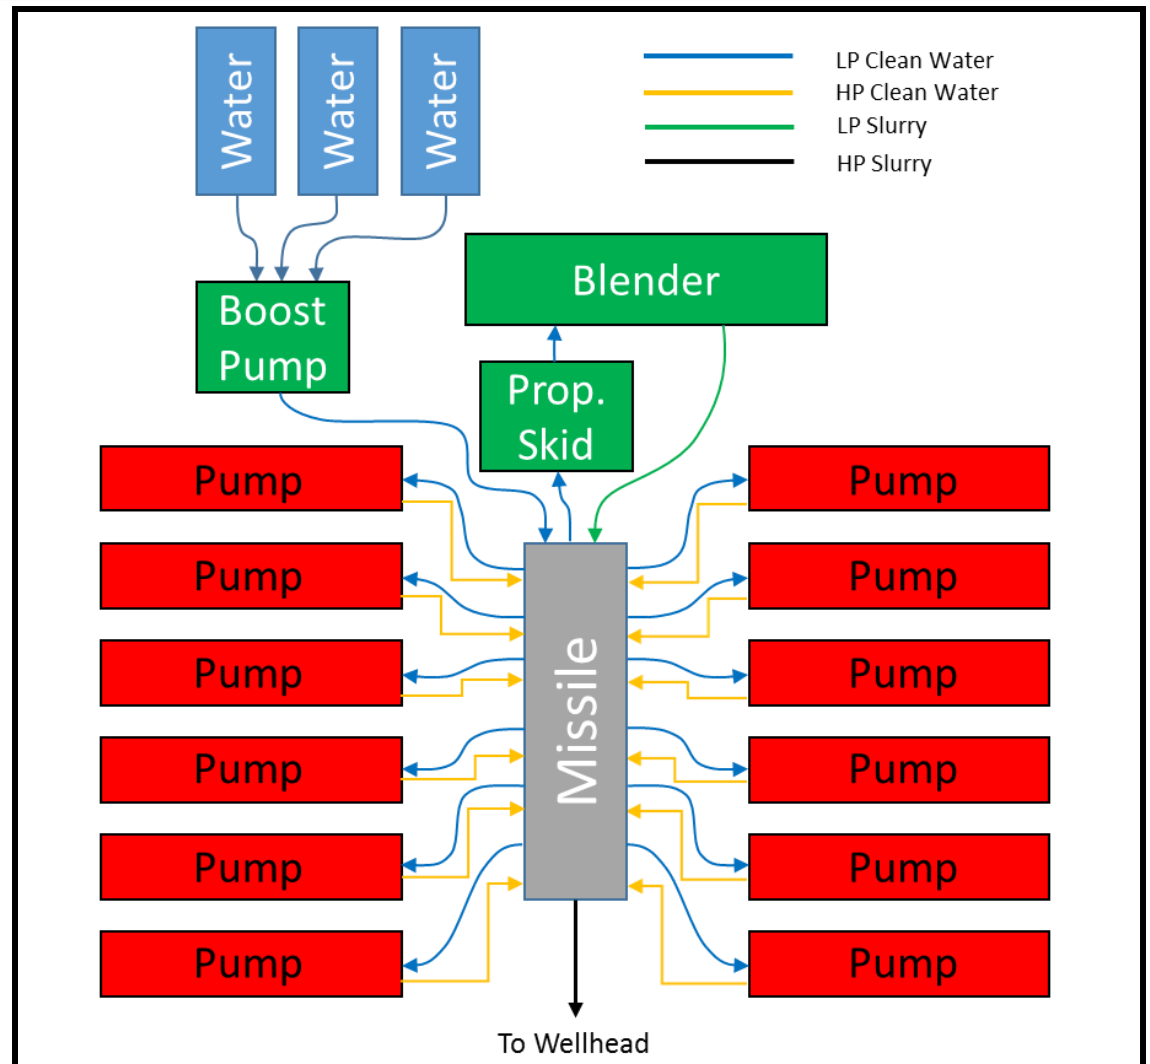 Water
Water
Water
LP Clean Water
HP Clean Water
LP Slurry
HP Slurry
Blender
Boost
Pump
Prop.
Skid
Pump
Pump
Pump
Pump
Pump
Pump
Missile
Pump
Pump
Pump
Pump
Pump
Pump
To Wellhead